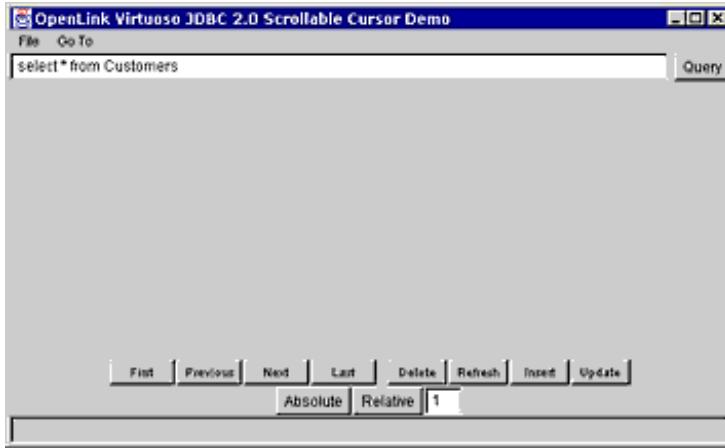 OpenLink Virtuoso JDBC 2.0 Scrollable Cursor Demo
File Go To
select * from Customers Query
First Previous Next Last Delete Refresh Insert Update
Absolute Relative 1